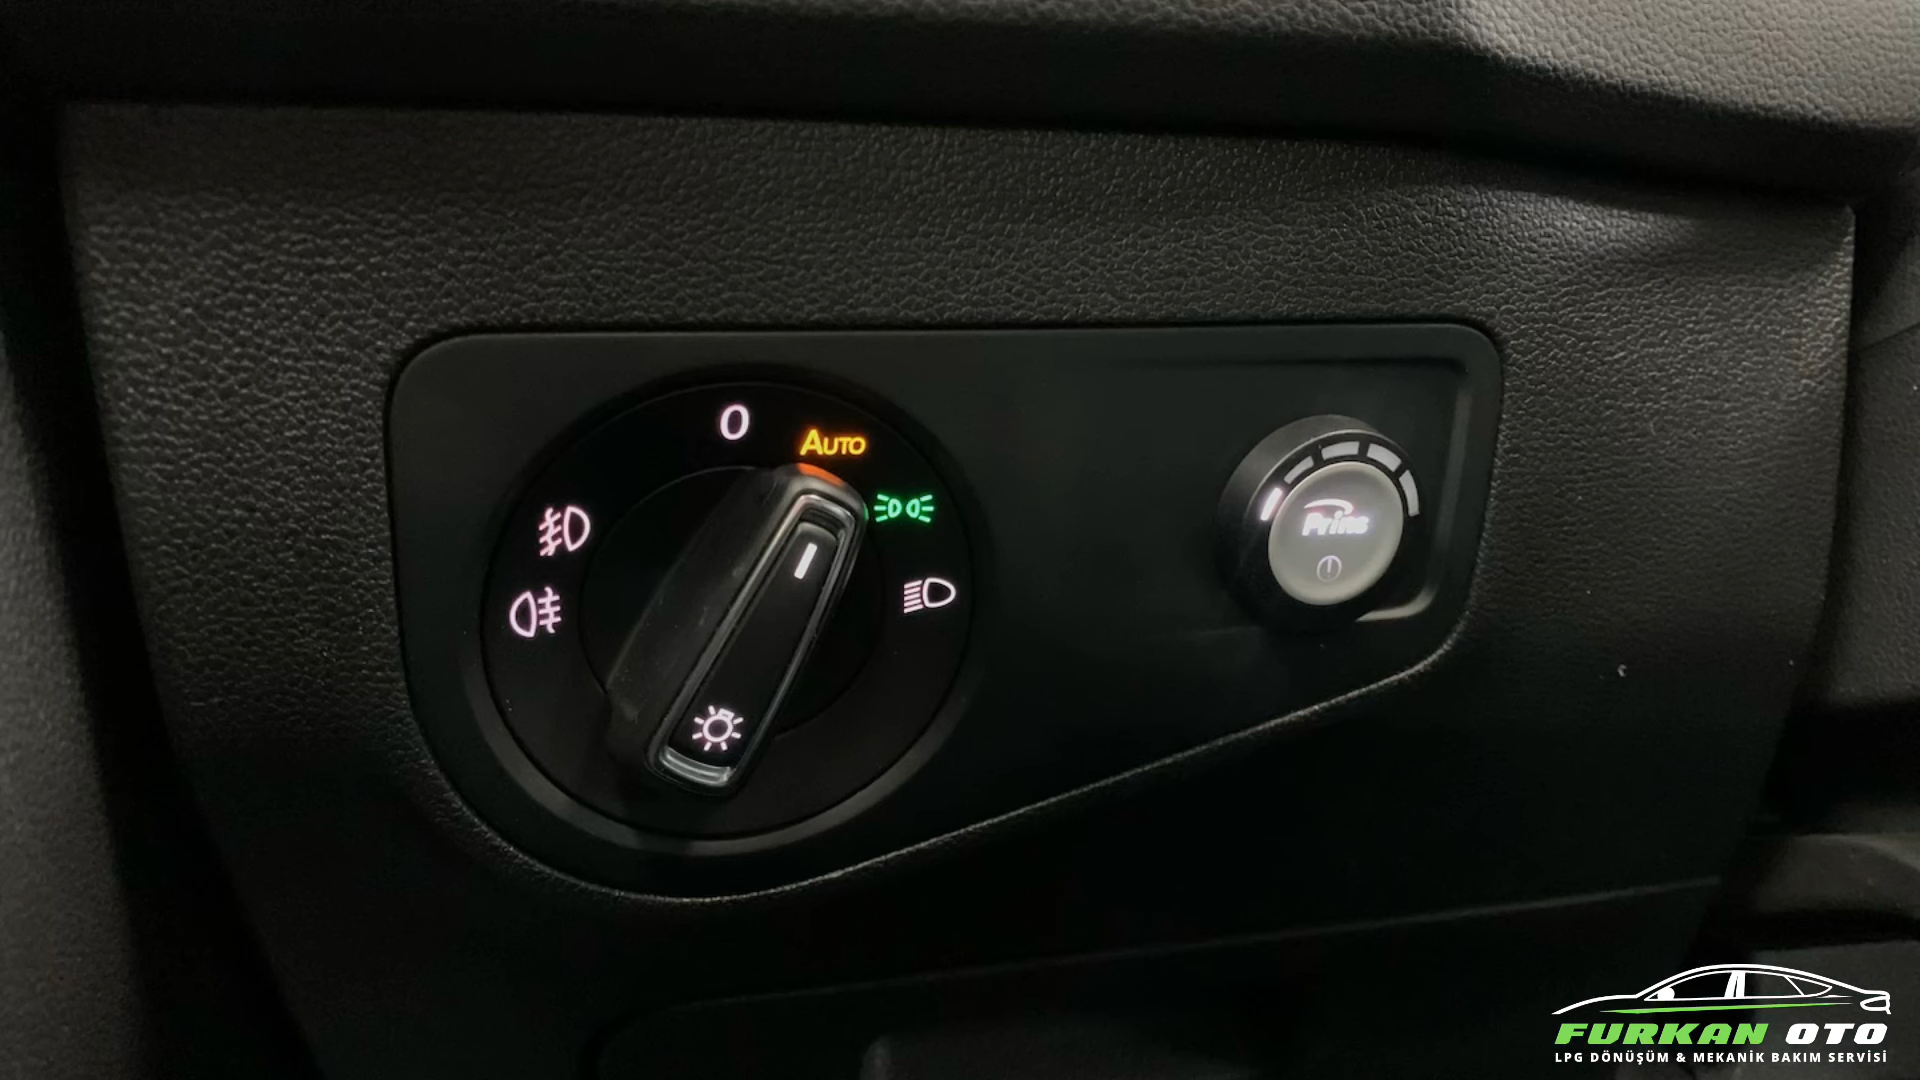 0
AUTO
Prins
FURKAN OTO
LPG DÖNÜŞÜM & MEKANİK BAKIM SERVİSİ